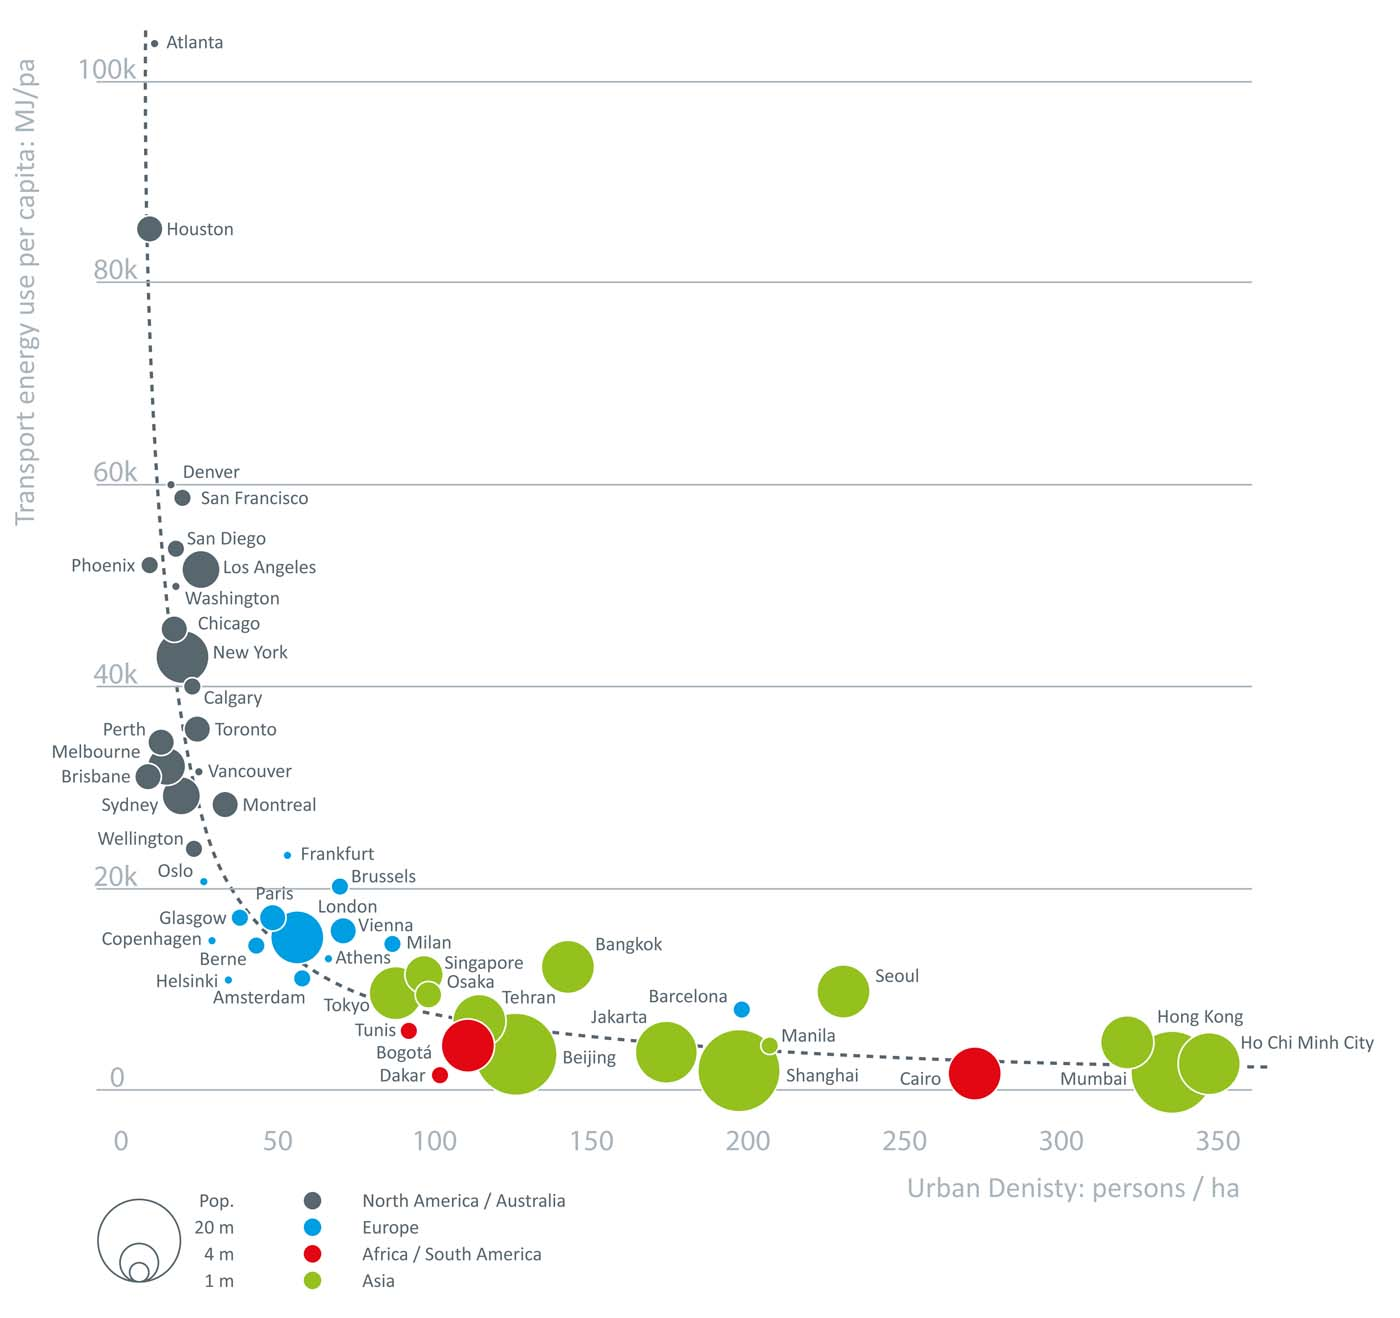 Transport energy use per capita: MJ/pa
Atlanta
100k
Houston
80k
60k
Denver
San Francisco
San Diego
Phoenix
Los Angeles
Washington
Chicago
New York
40k
Calgary
Perth
Toronto
Melbourne
Vancouver
Brisbane
Sydney
Montreal
Wellington
Frankfurt
Oslo
20k
Brussels
Paris
London
Glasgow
Vienna
Copenhagen
Milan
Bangkok
Berne
Athens
Singapore
Seoul
Helsinki
Osaka
Amsterdam
Tokyo
Tehran
Barcelona
Jakarta
Hong Kong
Tunis
Manila
Ho Chi Minh City
Bogotá
Beijing
Dakar
Shanghai
Cairo
Mumbai
0
0 50 100 150 200 250 300 350
Urban Denisty: persons / ha
Pop.
20 m
4 m
1 m
North America / Australia
Europe
Africa / South America
Asia